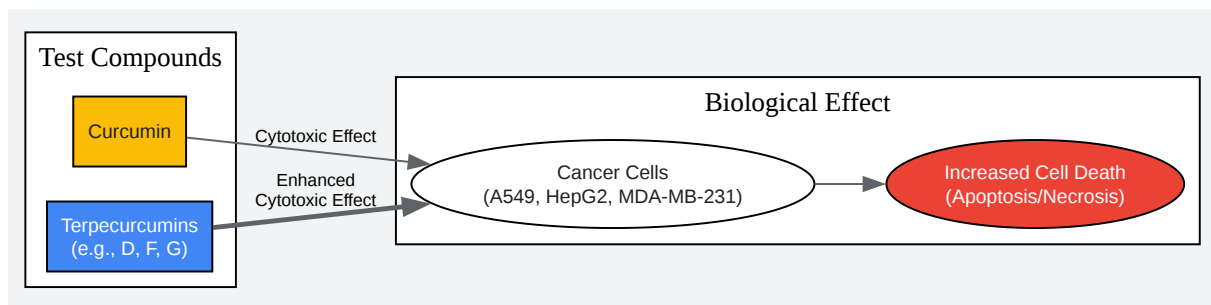 Test Compounds
Curcumin
Terpecurcumins
(e.g., D, F, G)
Cytotoxic Effect
Enhanced
Cytotoxic Effect
Biological Effect
Cancer Cells
(A549, HepG2, MDA-MB-231)
Increased Cell Death
(Apoptosis/Necrosis)